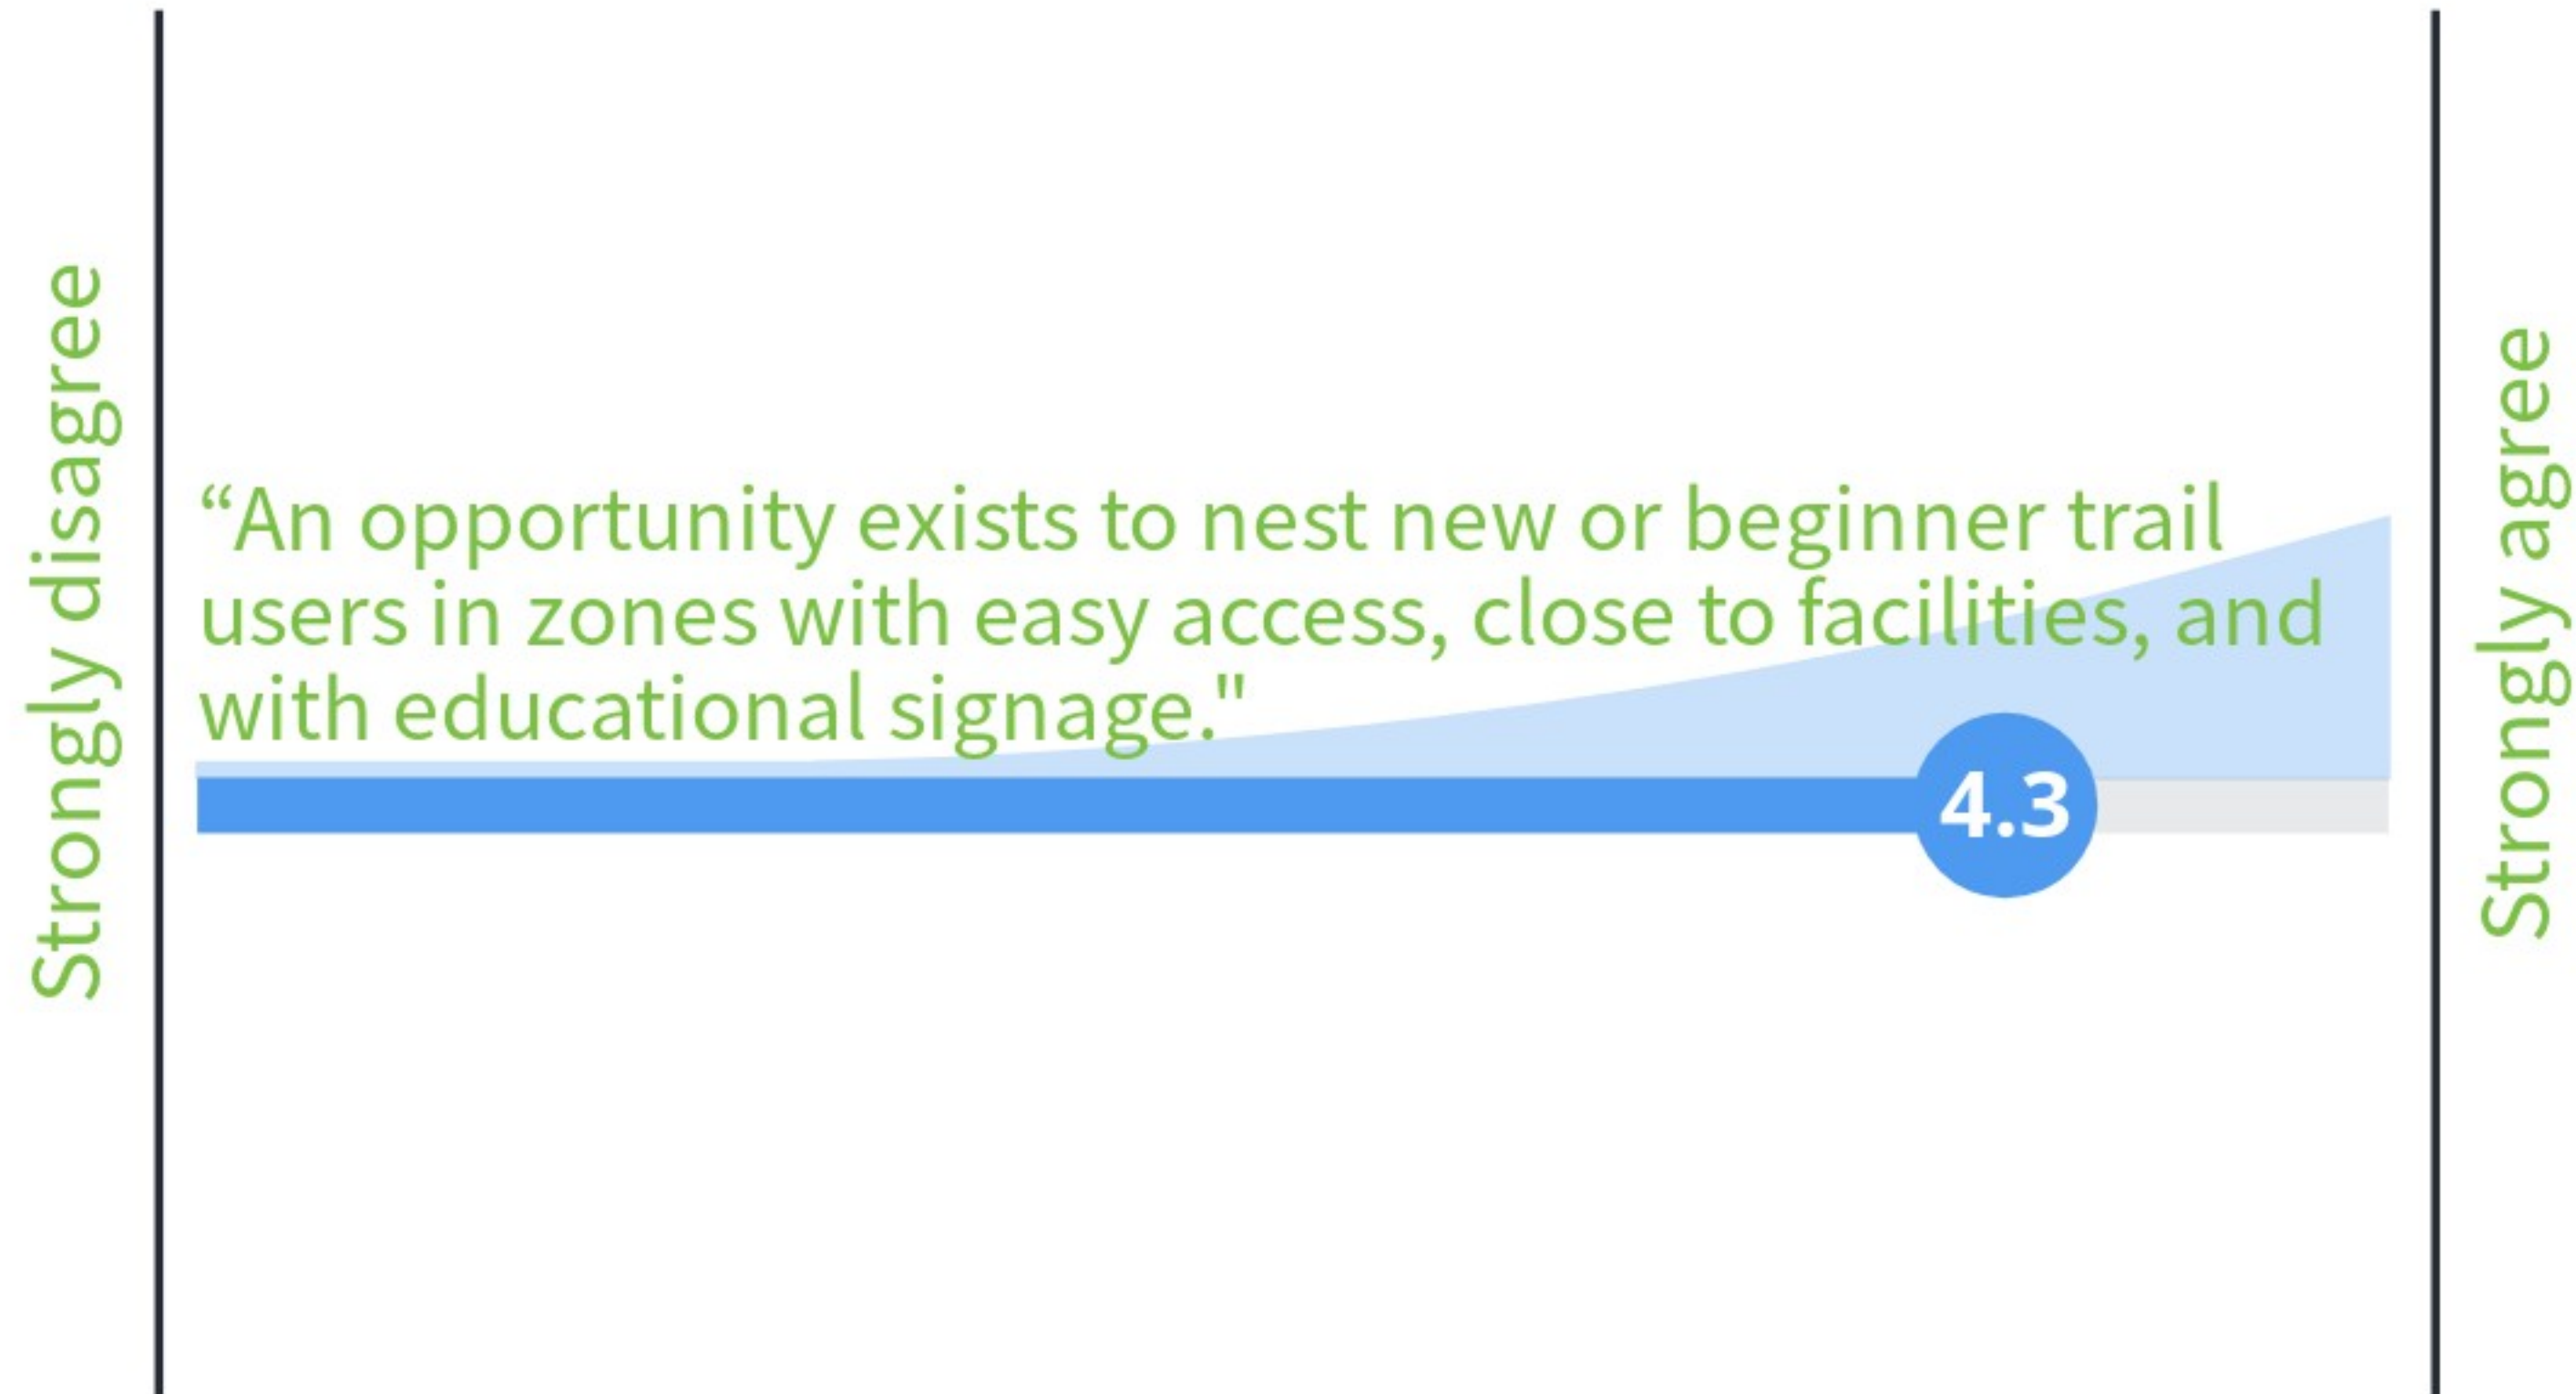 Strongly disagree
“An opportunity exists to nest new or beginner trail
users in zones with easy access, close to facilities, and
with educational signage."
4.3
Strongly agree